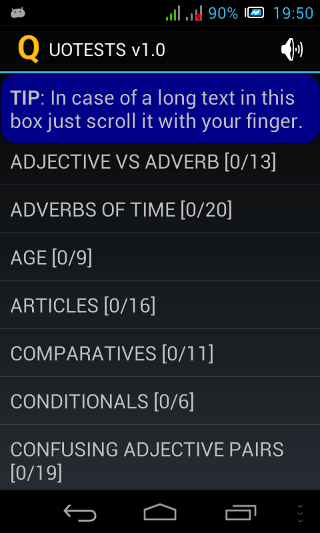 90% 19:50
Q UOTESTS v1.0
TIP: In case of a long text in this
box just scroll it with your finger.
ADJECTIVE VS ADVERB [0/13]
ADVERBS OF TIME [0/20]
AGE [0/9]
ARTICLES [0/16]
COMPARATIVES [0/11]
CONDITIONALS [0/6]
CONFUSING ADJECTIVE PAIRS
[0/19]